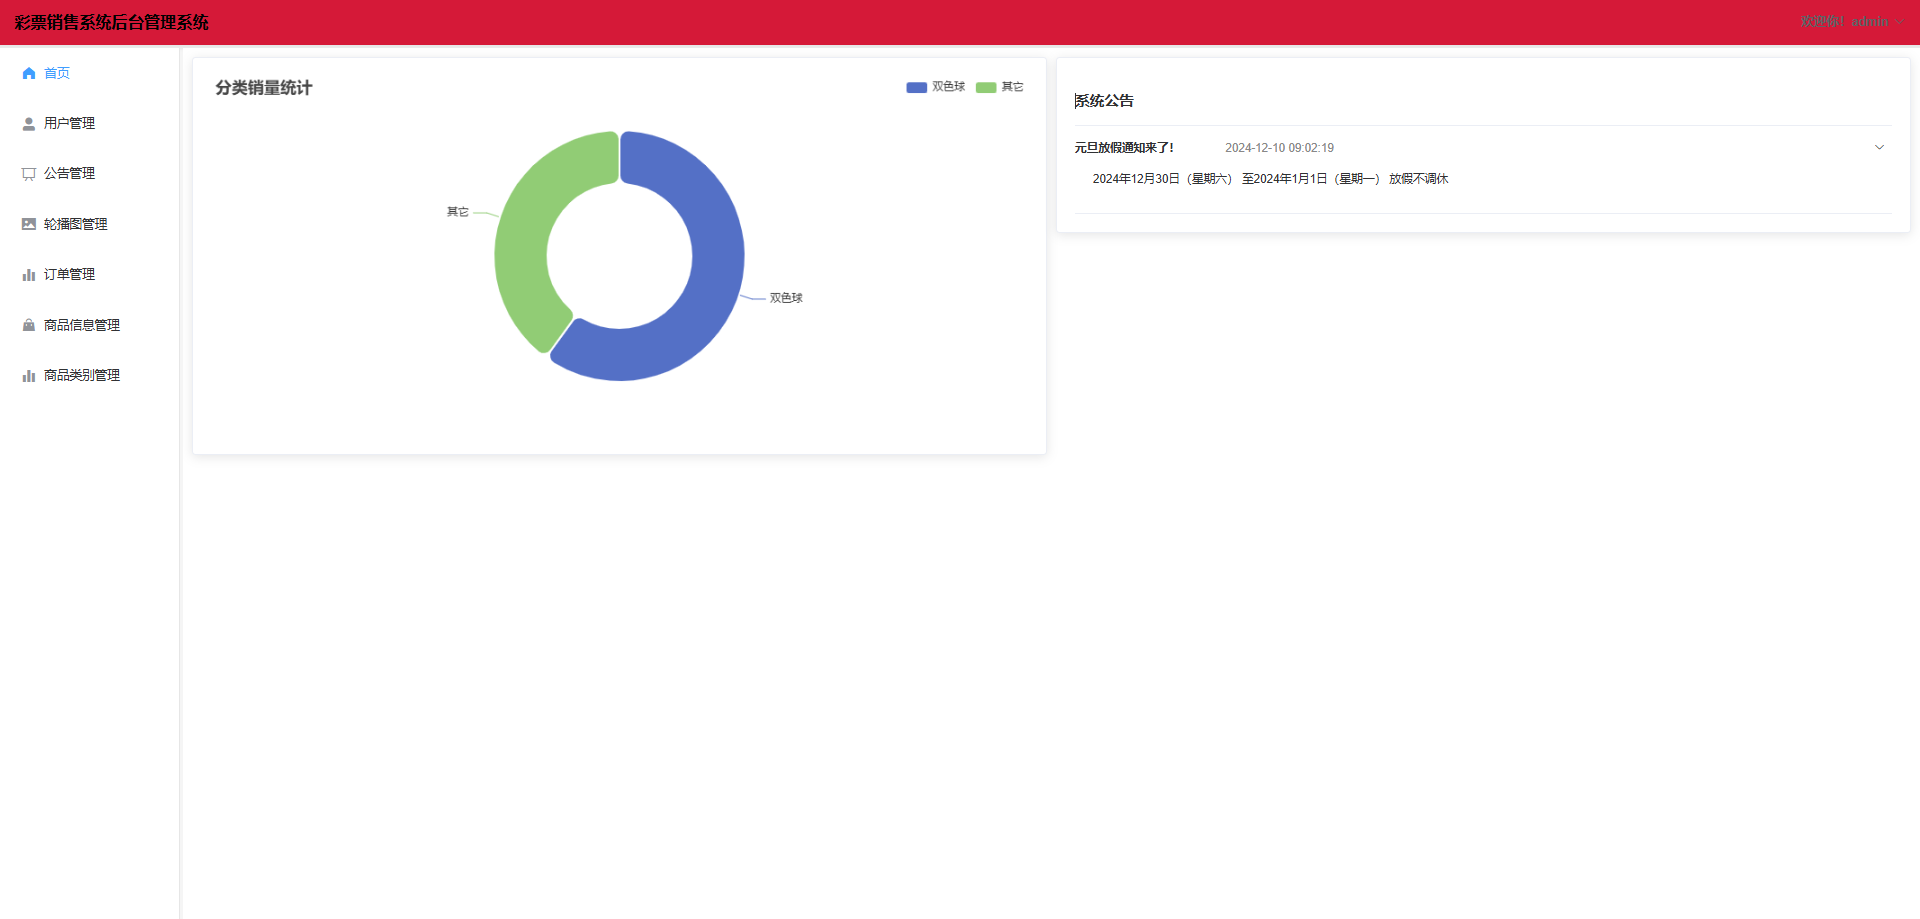 彩票销售系统后台管理系统
欢迎你! admin
首页
用户管理
公告管理
轮播图管理
订单管理
商品信息管理
商品类别管理
分类销量统计
双色球
其它
其它
双色球
系统公告
元旦放假通知来了!
2024-12-10 09:02:19
2024年12月30日（星期六） 至2024年1月1日（星期一） 放假不调休